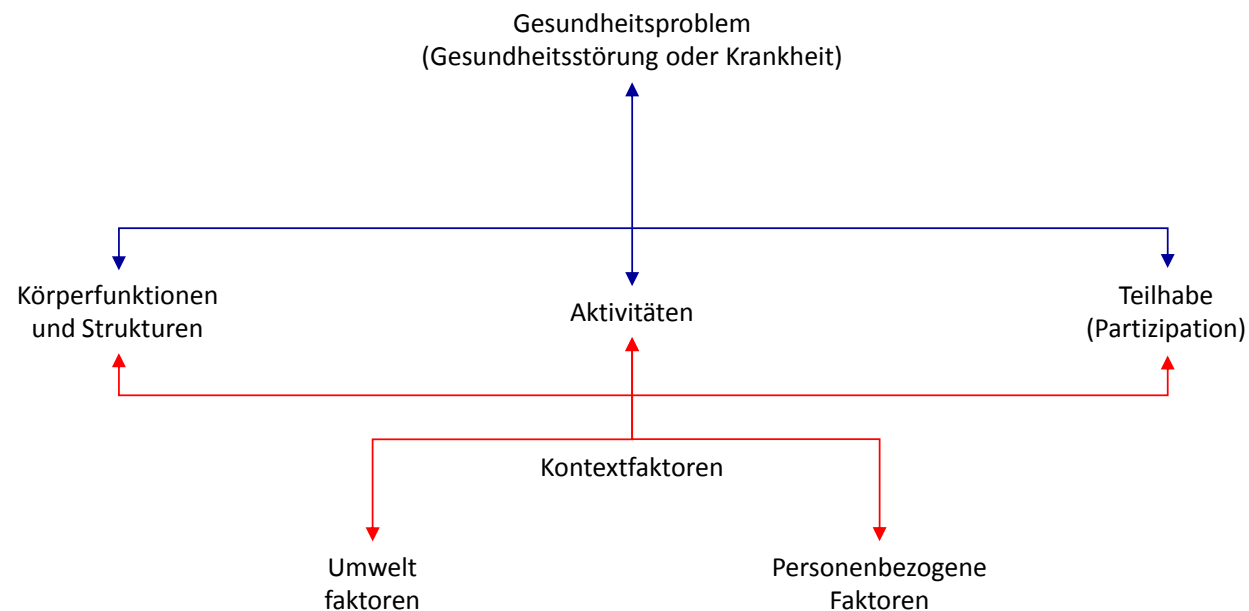 Gesundheitsproblem
(Gesundheitsstörung oder Krankheit)
Körperfunktionen
und Strukturen
Aktivitäten
Teilhabe
(Partizipation)
Kontextfaktoren
Umwelt
faktoren
Personenbezogene
Faktoren